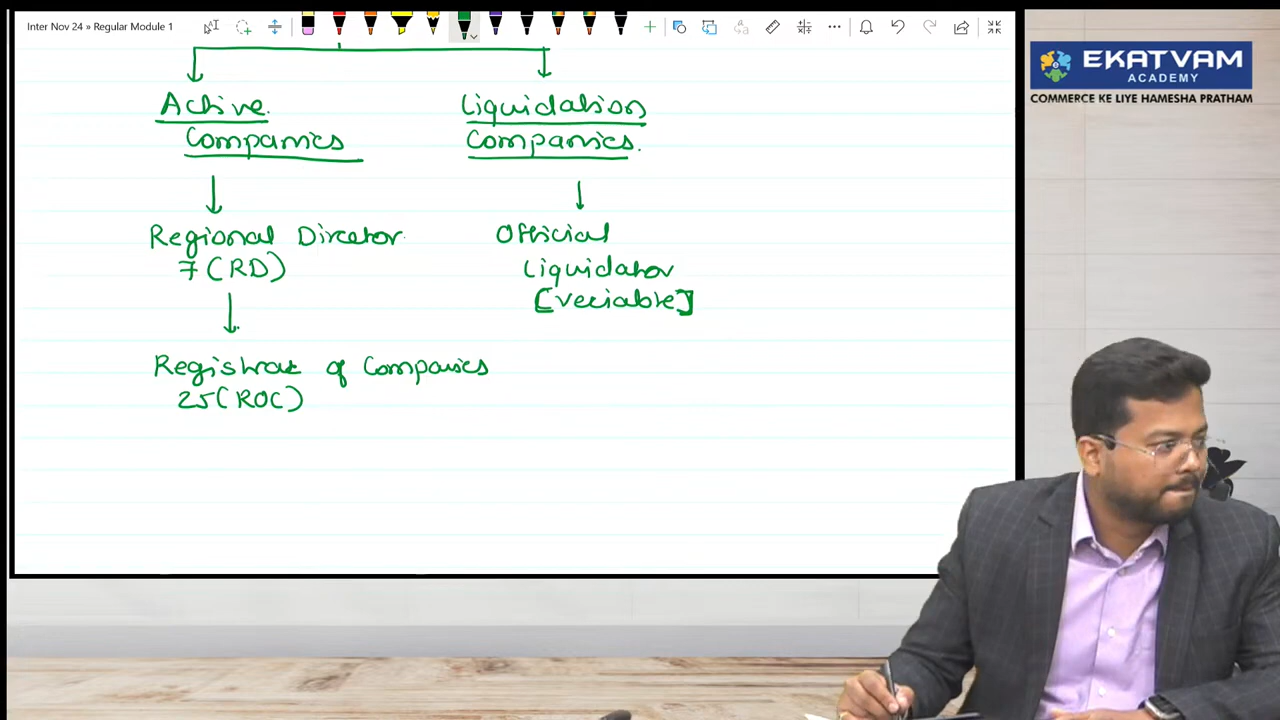 Inter Nov 24 » Regular Module 1
EKATVAM
ACADEMY
COMMERCE KE LIYE HAMESHA PRATHAM
Active
Companies
Liquidation
Companies.
Regional Director
7 (RD)
Official
Liquidator
[veriable]
Registrar of Companies
25 (ROC)